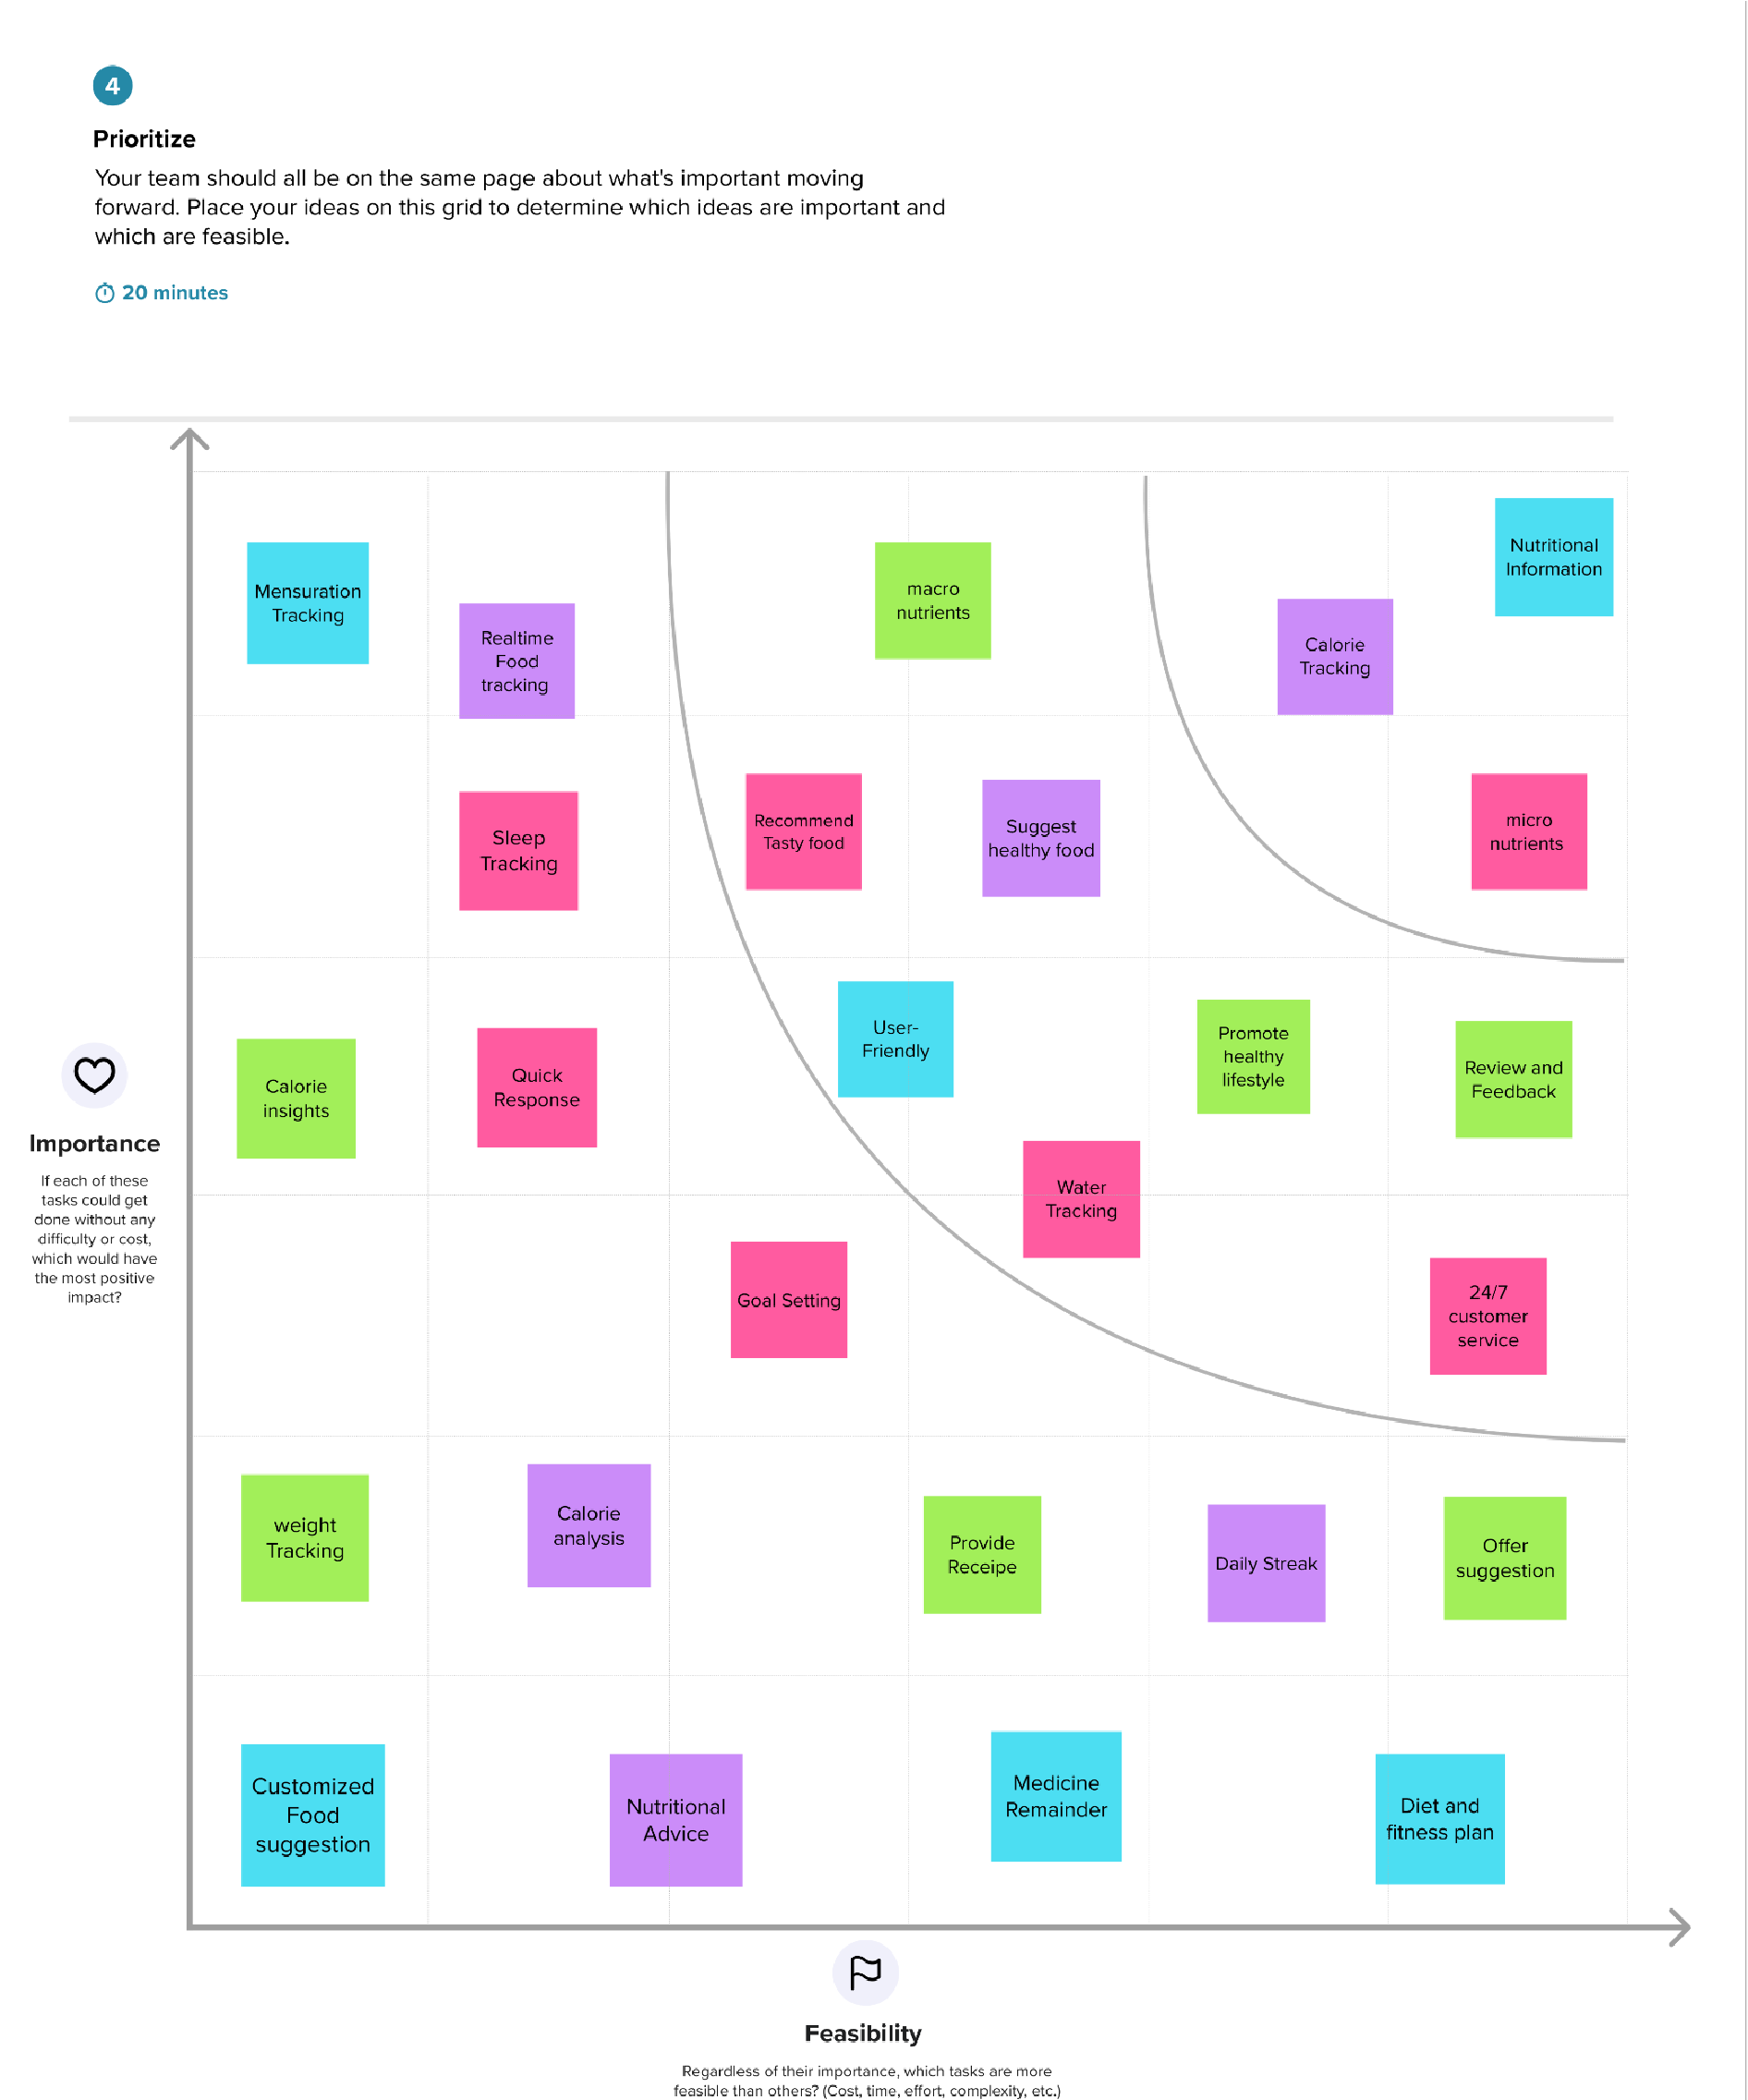 4
Prioritize
Your team should all be on the same page about what's important moving
forward. Place your ideas on this grid to determine which ideas are important and
which are feasible.
20 minutes
Nutritional
Information
Mensuration
Tracking
macro
nutrients
Realtime
Food
tracking
Calorie
Tracking
Recommend
Tasty food
Suggest
healthy food
micro
nutrients
Sleep
Tracking
User-
Friendly
Promote
healthy
lifestyle
Review and
Feedback
Quick
Response
Calorie
insights
Importance
If each of these
tasks could get
done without any
difficulty or cost,
which would have
the most positive
impact?
Water
Tracking
Goal Setting
24/7
customer
service
weight
Tracking
Calorie
analysis
Provide
Receipe
Daily Streak
Offer
suggestion
Customized
Food
suggestion
Nutritional
Advice
Medicine
Remainder
Diet and
fitness plan
Feasibility
Regardless of their importance, which tasks are more
feasible than others? (Cost, time, effort, complexity, etc.)